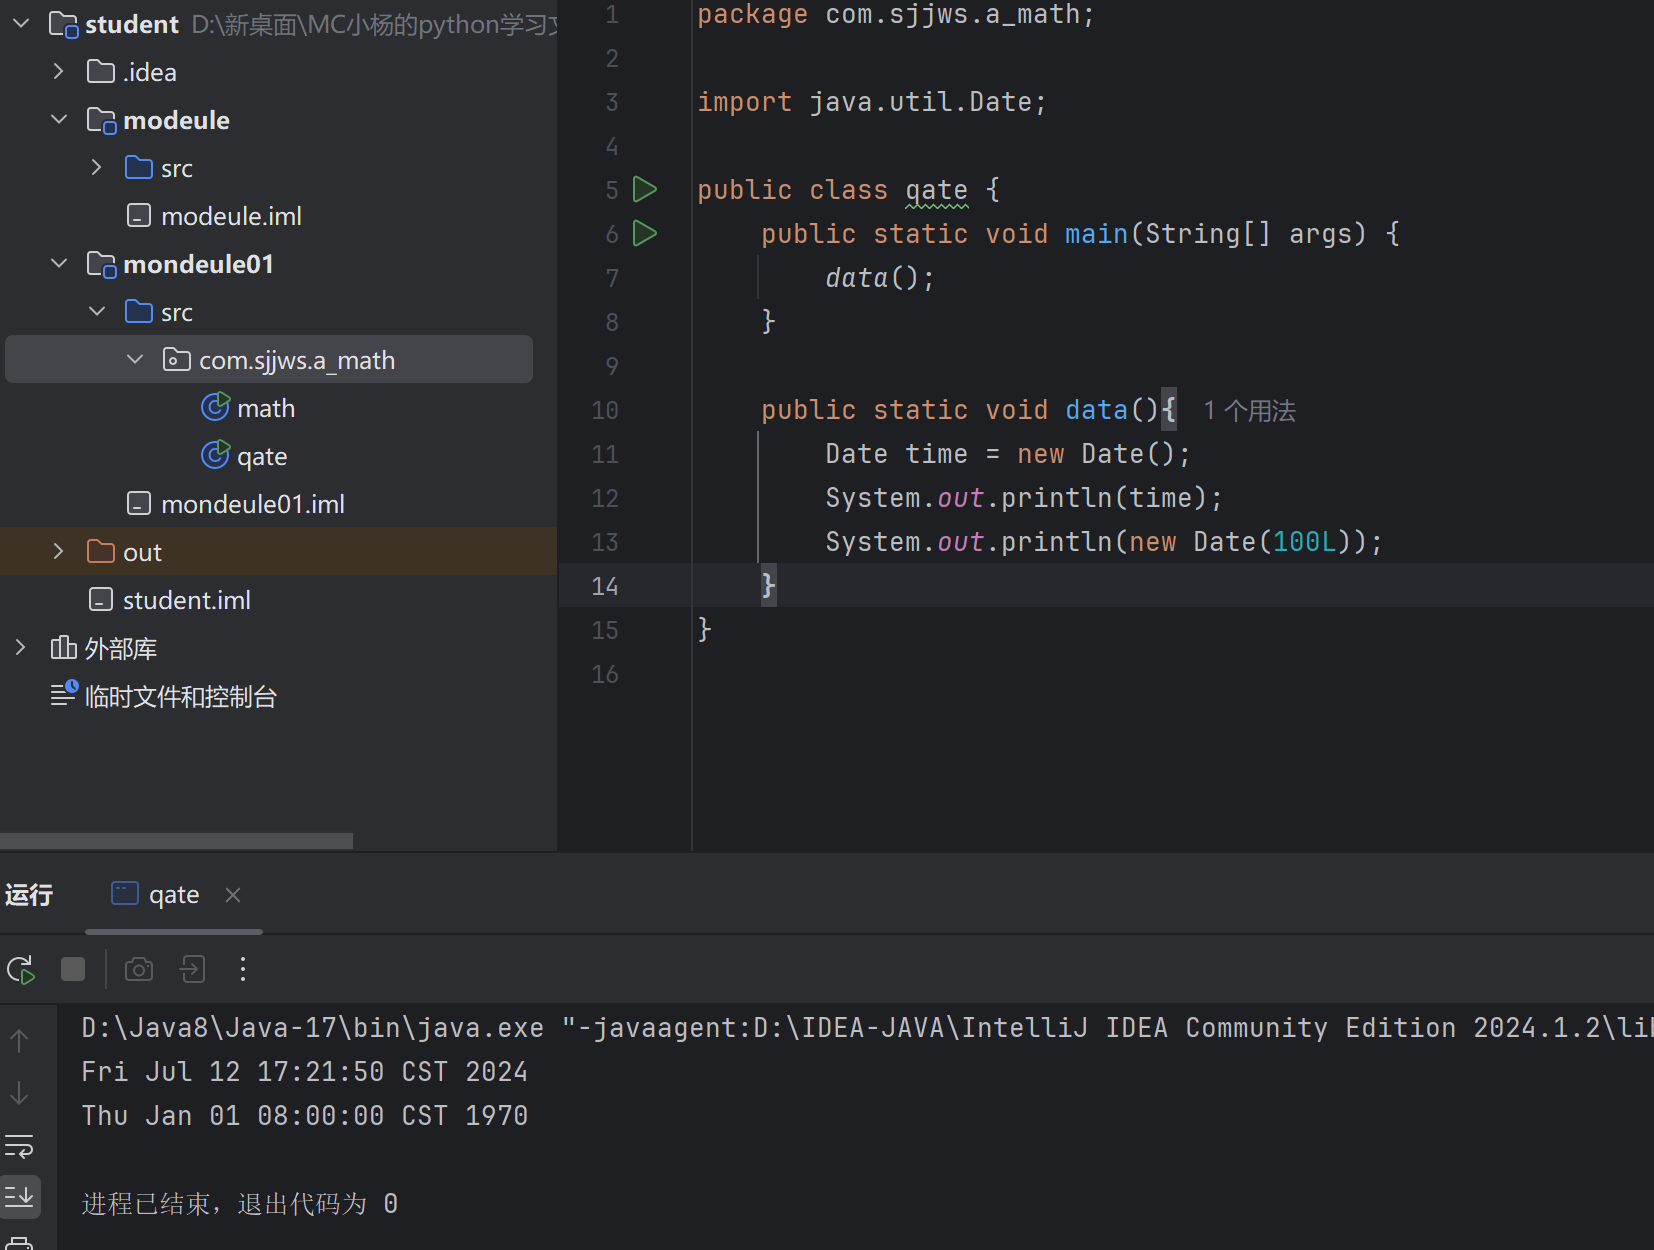 student D:\新桌面\MC小杨的python学习文
.idea
modeule
src
modeule.iml
mondeule01
src
com.sjjws.a_math
math
qate
mondeule01.iml
out
student.iml
外部库
临时文件和控制台
1 package com.sjjws.a_math;
2
3 import java.util.Date;
4
5 public class qate {
6 public static void main(String[] args) {
7 data();
8 }
9
10 public static void data(){ 1 个用法
11 Date time = new Date();
12 System.out.println(time);
13 System.out.println(new Date(100L));
14 }
15 }
16
运行 qate
D:\Java8\Java-17\bin\java.exe "-javaagent:D:\IDEA-JAVA\IntelliJ IDEA Community Edition 2024.1.2\li
Fri Jul 12 17:21:50 CST 2024
Thu Jan 01 08:00:00 CST 1970
进程已结束，退出代码为 0